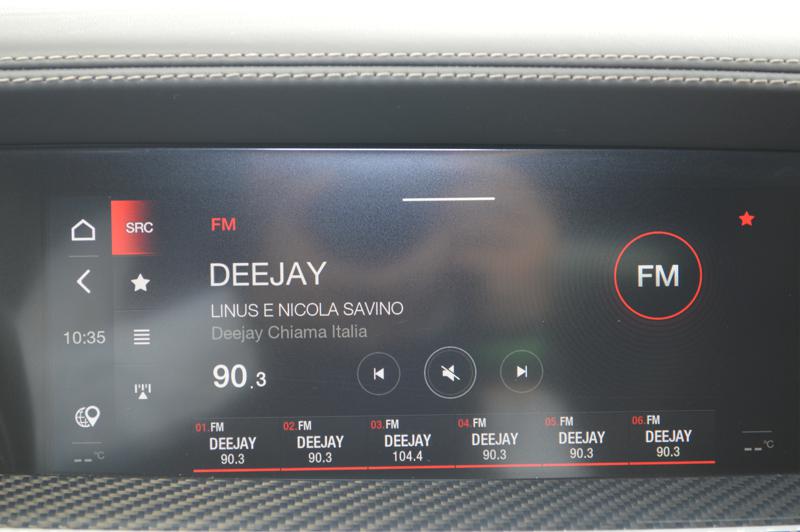 SRC
FM
DEEJAY
LINUS E NICOLA SAVINO
Deejay Chiama Italia
FM
10:35
90.3
01. FM
DEEJAY
90.3
02. FM
DEEJAY
90.3
03. FM
DEEJAY
104.4
04. FM
DEEJAY
90.3
05. FM
DEEJAY
90.3
06. FM
DEEJAY
90.3
--°C
--°C